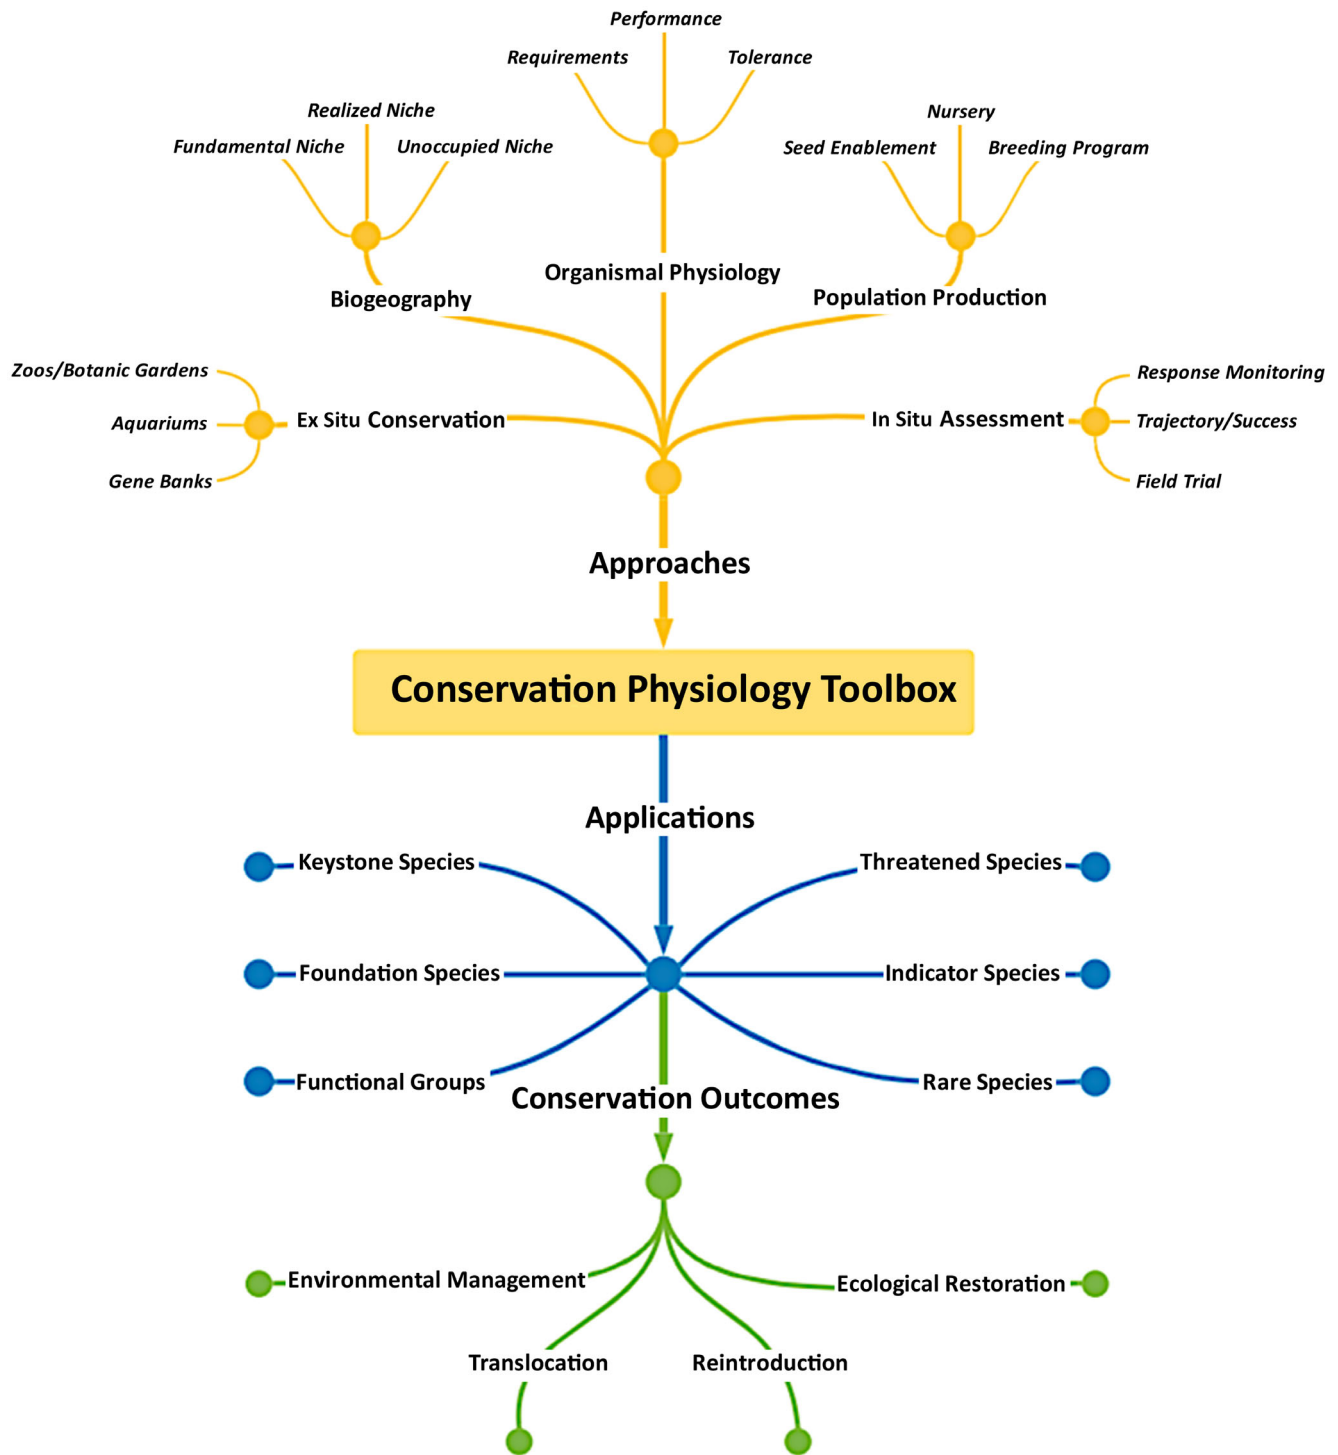 Performance
Requirements
Tolerance
Realized Niche
Nursery
Fundamental Niche
Unoccupied Niche
Seed Enablement
Breeding Program
Organismal Physiology
Biogeography
Population Production
Zoos/Botanic Gardens
Response Monitoring
Aquariums
Ex Situ Conservation
In Situ Assessment
Trajectory/Success
Gene Banks
Field Trial
Approaches
Conservation Physiology Toolbox
Applications
Keystone Species
Threatened Species
Foundation Species
Indicator Species
Functional Groups
Rare Species
Conservation Outcomes
Environmental Management
Ecological Restoration
Translocation
Reintroduction